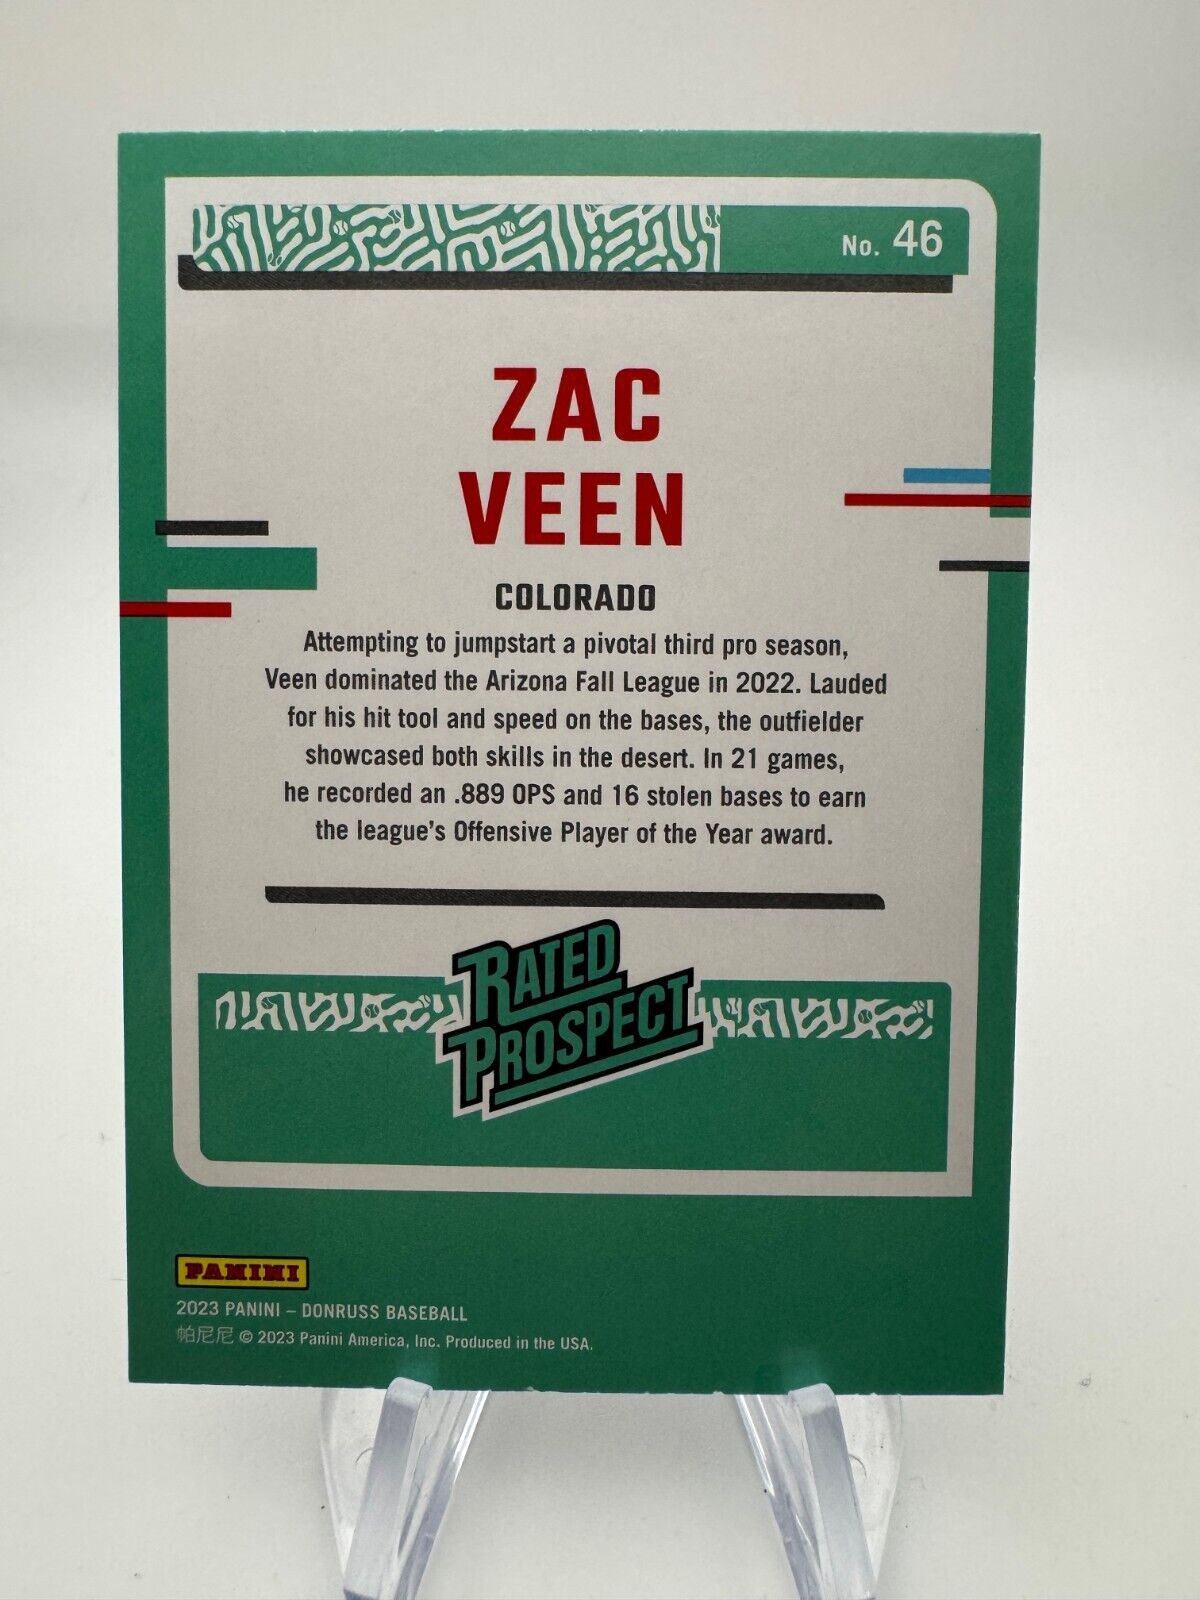 No. 46
ZAC
VEEN
COLORADO
Attempting to jumpstart a pivotal third pro season,
Veen dominated the Arizona Fall League in 2022. Lauded
for his hit tool and speed on the bases, the outfielder
showcased both skills in the desert. In 21 games,
he recorded an .889 OPS and 16 stolen bases to earn
the league's Offensive Player of the Year award.
RATED
PROSPECT
PANINI
2023 PANINI – DONRUSS BASEBALL
帕尼尼 © 2023 Panini America, Inc. Produced in the USA.